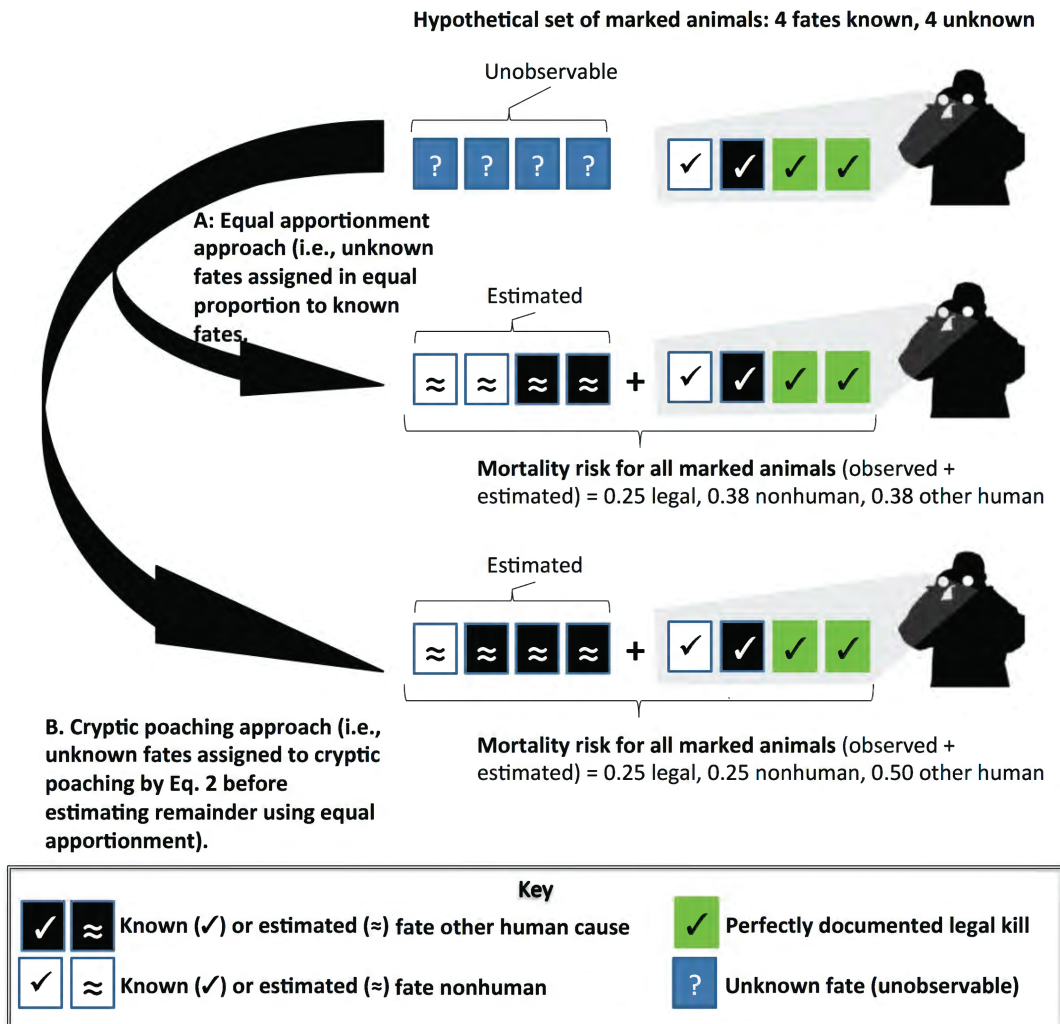 Hypothetical set of marked animals: 4 fates known, 4 unknown
Unobservable
? ? ? ? ✓ ✓ ✓ ✓
A: Equal apportionment
approach (i.e., unknown
fates assigned in equal
proportion to known
fates.
Estimated
≈ ≈ ≈ ≈ + ✓ ✓ ✓ ✓
Mortality risk for all marked animals (observed +
estimated) = 0.25 legal, 0.38 nonhuman, 0.38 other human
Estimated
≈ ≈ ≈ ≈ + ✓ ✓ ✓ ✓
B. Cryptic poaching approach (i.e.,
unknown fates assigned to cryptic
poaching by Eq. 2 before
estimating remainder using equal
apportionment).
Mortality risk for all marked animals (observed +
estimated) = 0.25 legal, 0.25 nonhuman, 0.50 other human
Key
✓ ≈ Known (✓) or estimated (≈) fate other human cause
✓ ≈ Known (✓) or estimated (≈) fate nonhuman
✓ Perfectly documented legal kill
? Unknown fate (unobservable)